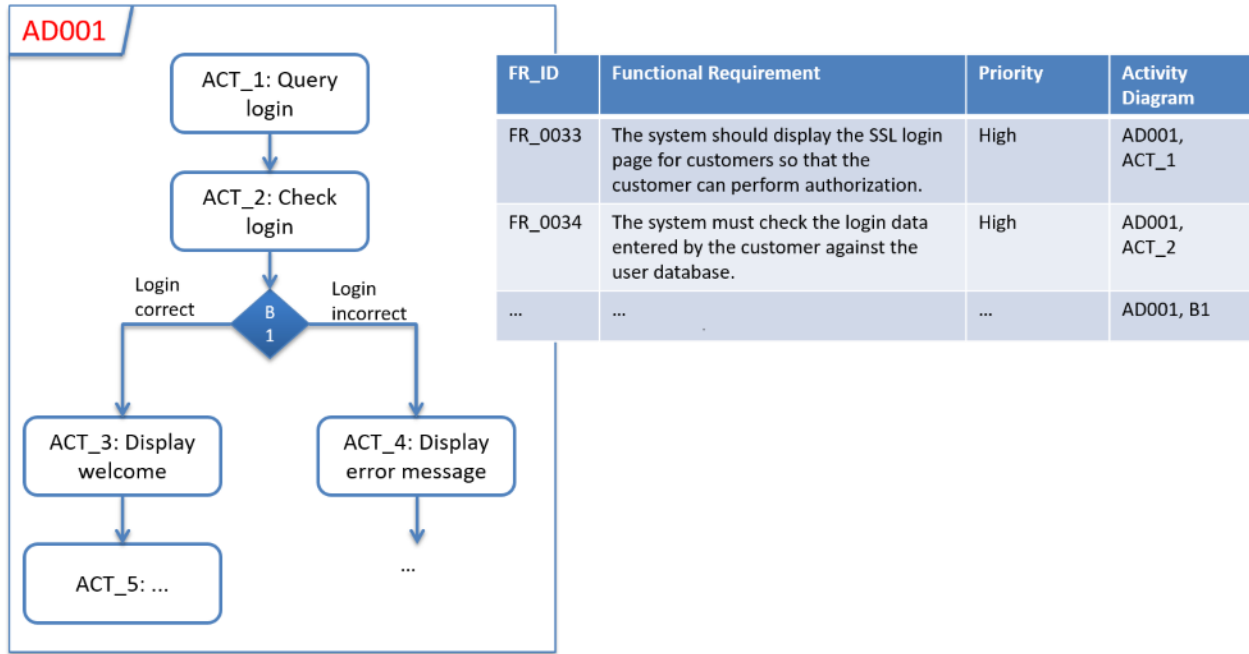 AD001
ACT_1: Query
login
ACT_2: Check
login
Login
correct
B
1
Login
incorrect
ACT_3: Display
welcome
ACT_4: Display
error message
ACT_5: ...
...
FR_ID Functional Requirement Priority Activity
Diagram
FR_0033 The system should display the SSL login High AD001,
page for customers so that the ACT_1
customer can perform authorization.
FR_0034 The system must check the login data High AD001,
entered by the customer against the ACT_2
user database.
... ... ... AD001, B1